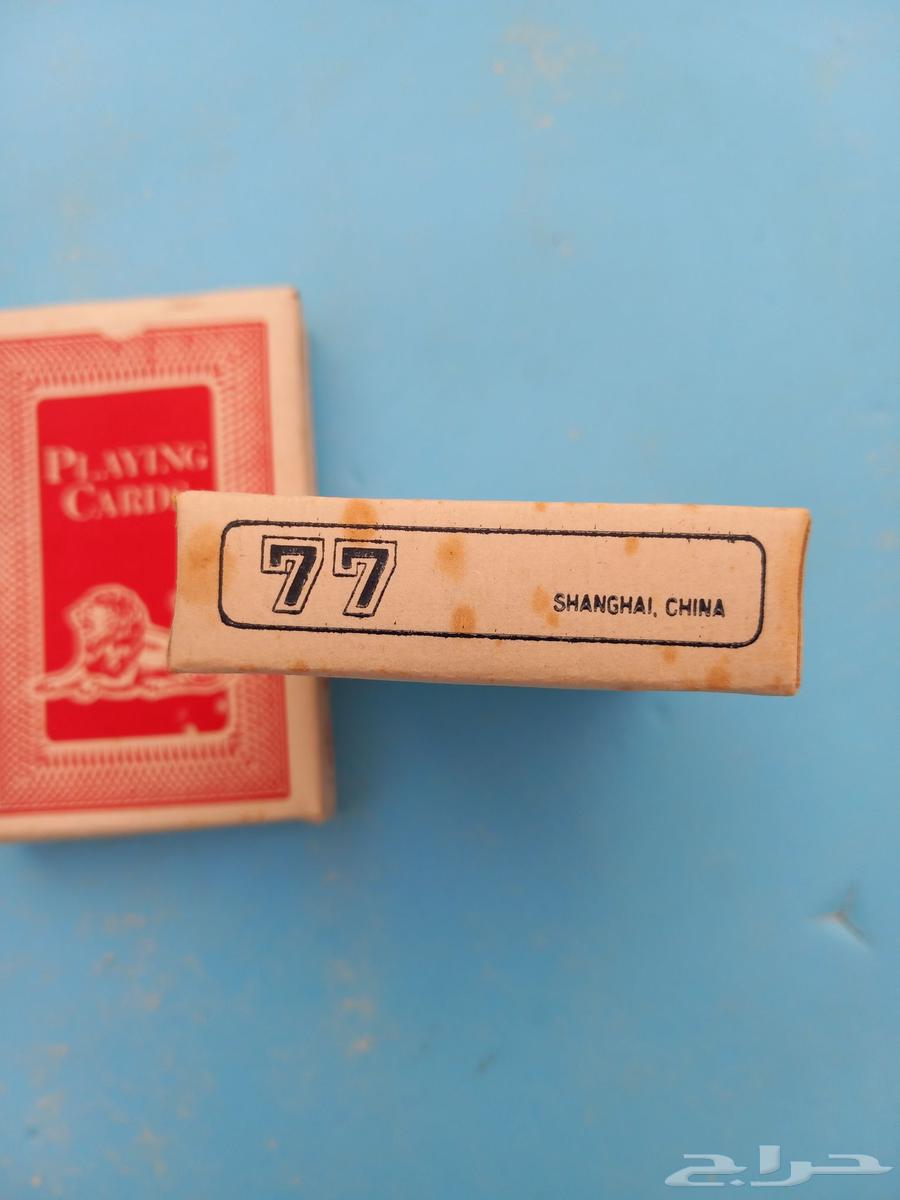 PLAYING
CARDS
77
SHANGHAI, CHINA
حراج